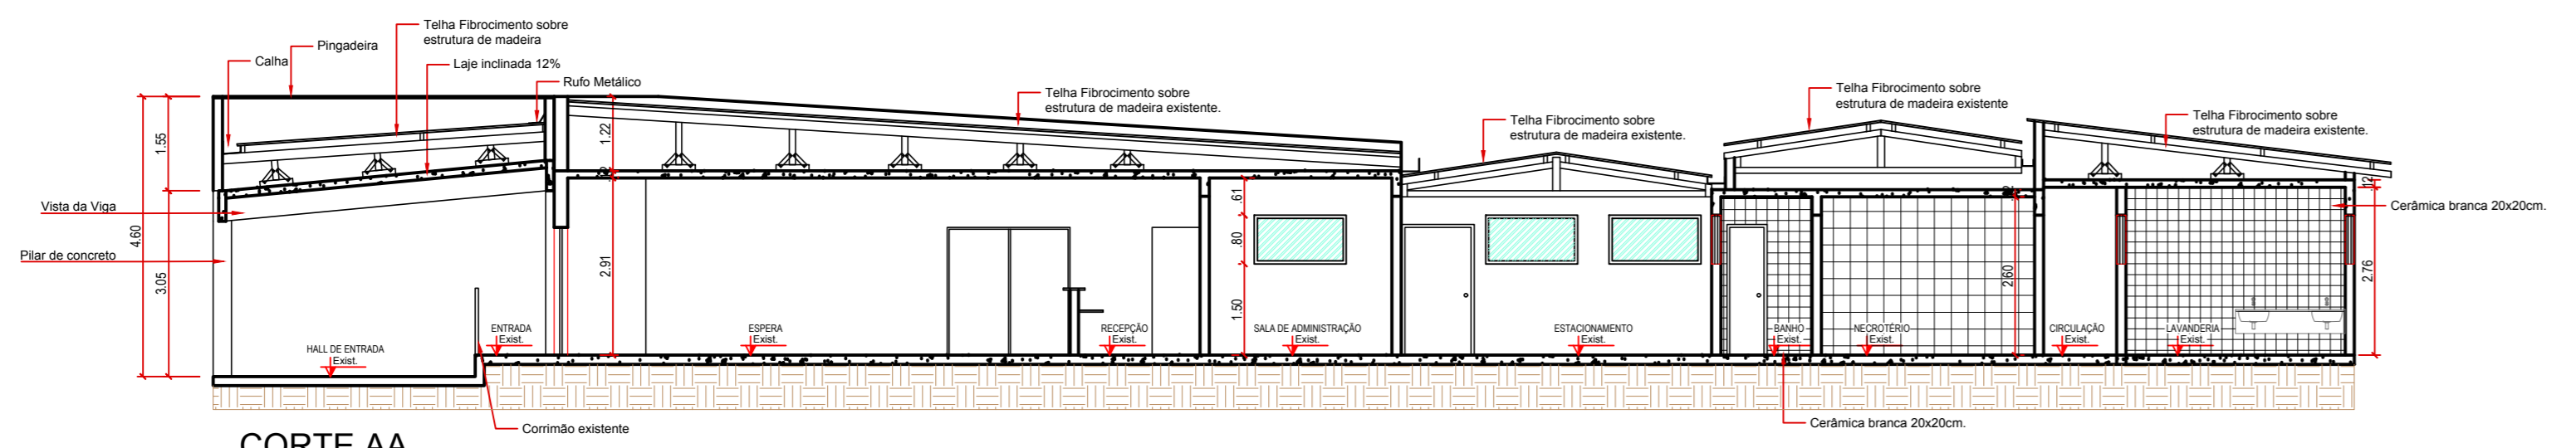 Telha Fibrocimento sobre
estrutura de madeira
Pingadeira
Calha
Laje inclinada 12%
Rufo Metálico
Telha Fibrocimento sobre
estrutura de madeira existente.
Telha Fibrocimento sobre
estrutura de madeira existente.
Telha Fibrocimento sobre
estrutura de madeira existente
Telha Fibrocimento sobre
estrutura de madeira existente.
1.55
1.22
.12
.61
Vista da Viga
Cerâmica branca 20x20cm.
4.60
Pilar de concreto
3.05
2.91
.80
1.50
2.60
2.76
HALL DE ENTRADA
Exist.
ENTRADA
Exist.
ESPERA
Exist.
RECEPÇÃO
Exist.
SALA DE ADMINISTRAÇÃO
Exist.
ESTACIONAMENTO
Exist.
BANHO
Exist.
NECROTÉRIO
Exist.
CIRCULAÇÃO
Exist.
LAVANDERIA
Exist.
Corrimão existente
Cerâmica branca 20x20cm.
CORTE AA